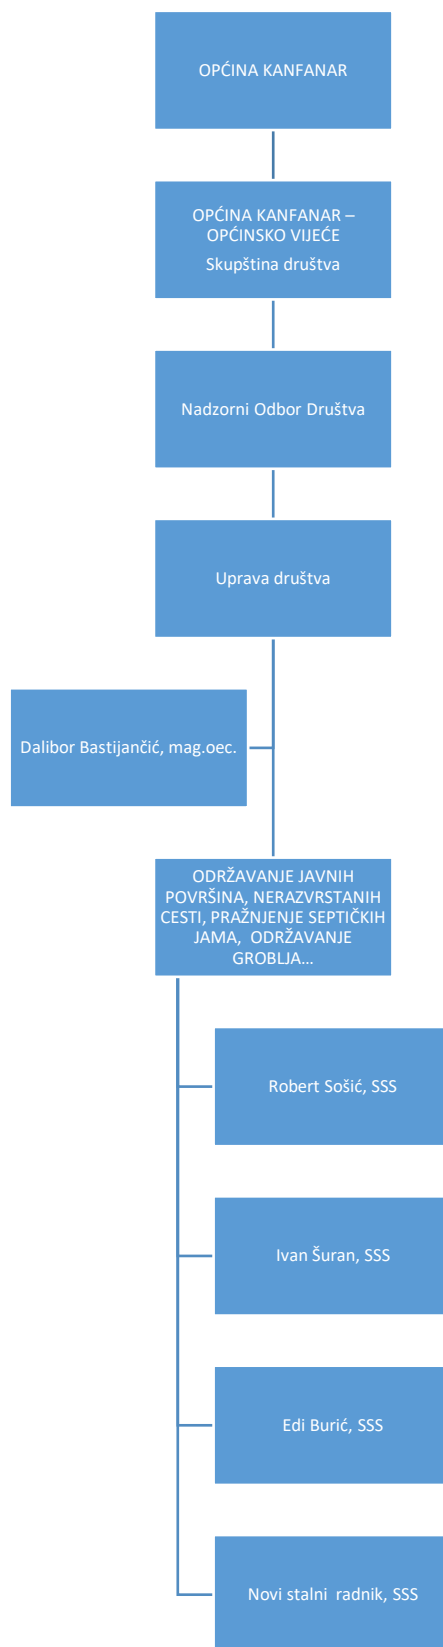 OPĆINA KANFANAR
OPĆINA KANFANAR –
OPĆINSKO VIJEĆE
Skupština društva
Nadzorni Odbor Društva
Uprava društva
Dalibor Bastijančić, mag.oec.
ODRŽAVANJE JAVNIH
POVRŠINA, NERAZVRSTANIH
CESTI, PRAŽNJENJE SEPTIČKIH
JAMA,  ODRŽAVANJE
GROBLJA...
Robert Sošić, SSS
Ivan Šuran, SSS
Edi Burić, SSS
Novi stalni  radnik, SSS